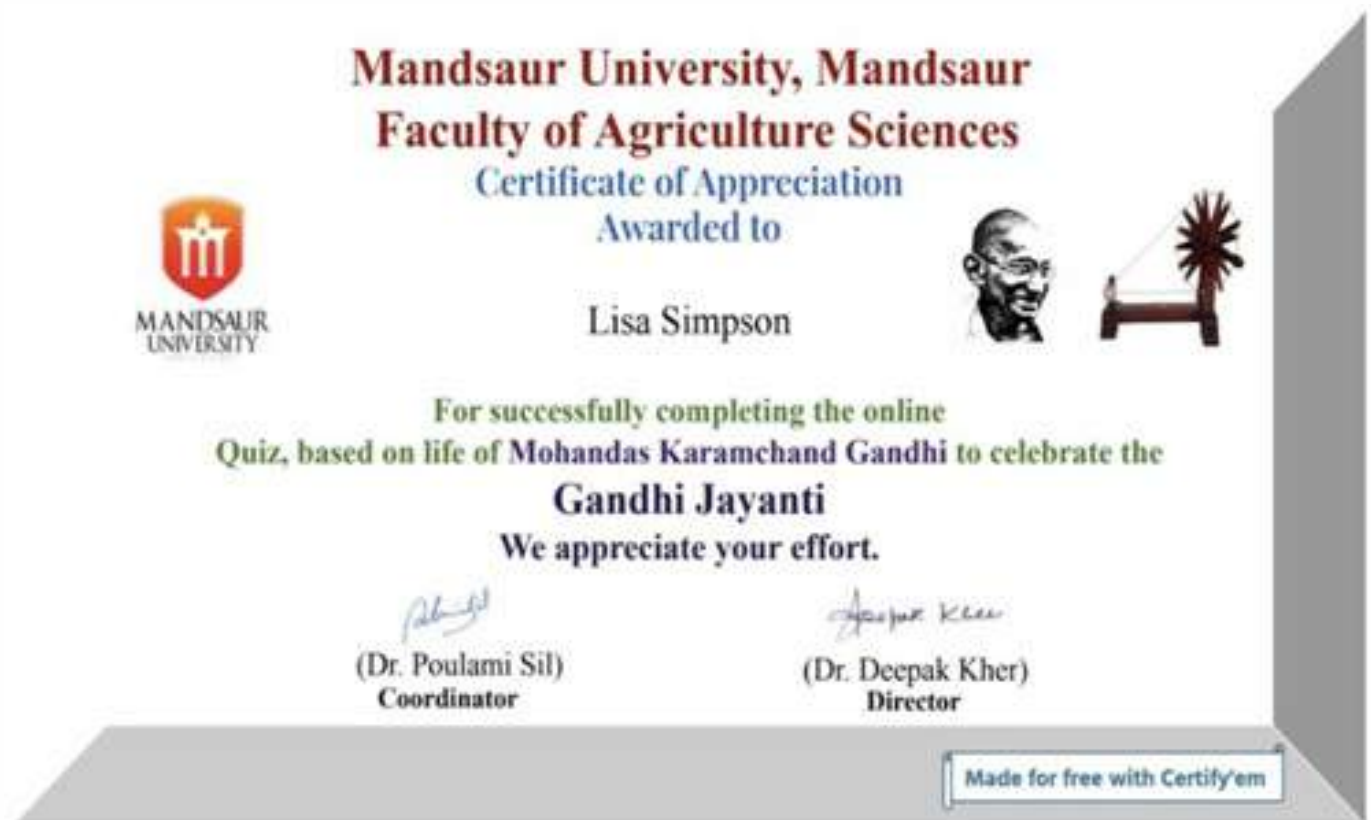 Mandsaur University, Mandsaur
Faculty of Agriculture Sciences
Certificate of Appreciation
Awarded to
MANDSAUR
UNIVERSITY
Lisa Simpson
For successfully completing the online
Quiz, based on life of Mohandas Karamchand Gandhi to celebrate the
Gandhi Jayanti
We appreciate your effort.
Deepak Kher
(Dr. Poulami Sil)
Coordinator
(Dr. Deepak Kher)
Director
Made for free with Certify'em